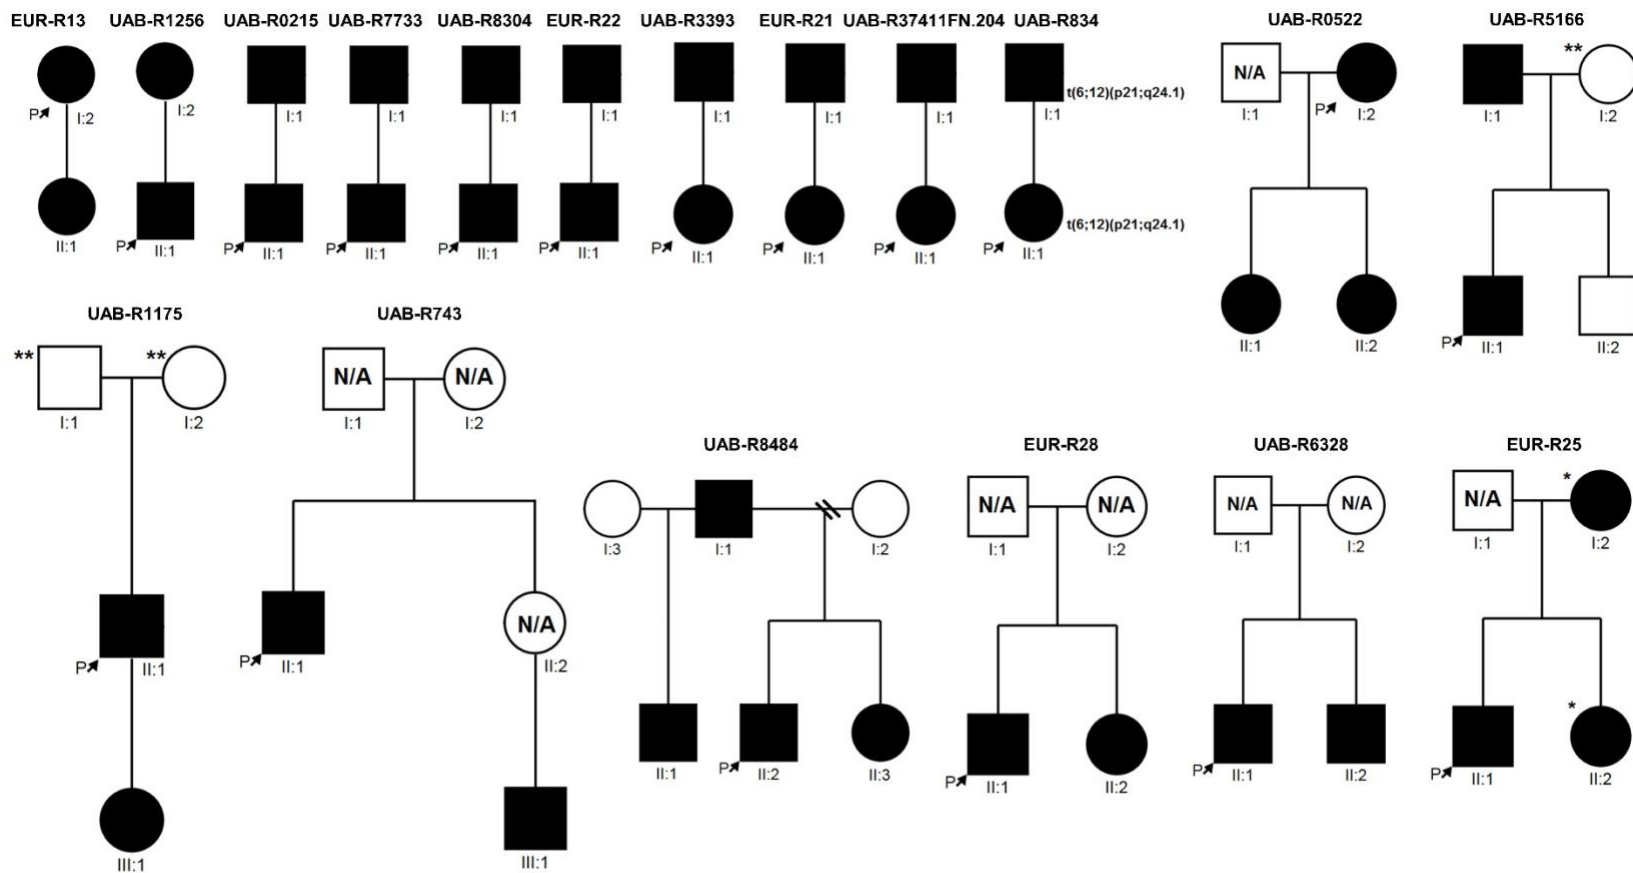 EUR-R13 UAB-R1256 UAB-R0215 UAB-R7733 UAB-R8304 EUR-R22 UAB-R3393 EUR-R21 UAB-R37411FN.204 UAB-R834 UAB-R0522 UAB-R5166
**
N/A
t(6;12)(p21;q24.1)
P I:2 I:2 I:1 I:1 I:1 I:1 I:1 I:1 I:1 I:1 I:1 P I:2 I:1 I:2
t(6;12)(p21;q24.1)
II:1 P II:1 P II:1 P II:1 P II:1 P II:1 P II:1 P II:1 P II:1 P II:1
II:1 II:2 P II:1 II:2
UAB-R1175 UAB-R743
** ** N/A N/A
I:1 I:2 I:1 I:2
UAB-R8484 EUR-R28 UAB-R6328 EUR-R25
*
N/A N/A N/A N/A N/A
I:3 I:1 I:2 I:1 I:2 I:1 I:2 I:1 I:2
N/A
P II:1 P II:1 II:2
*
II:1 P II:2 II:3 P II:1 II:2 P II:1 II:2 P II:1 II:2
III:1 III:1